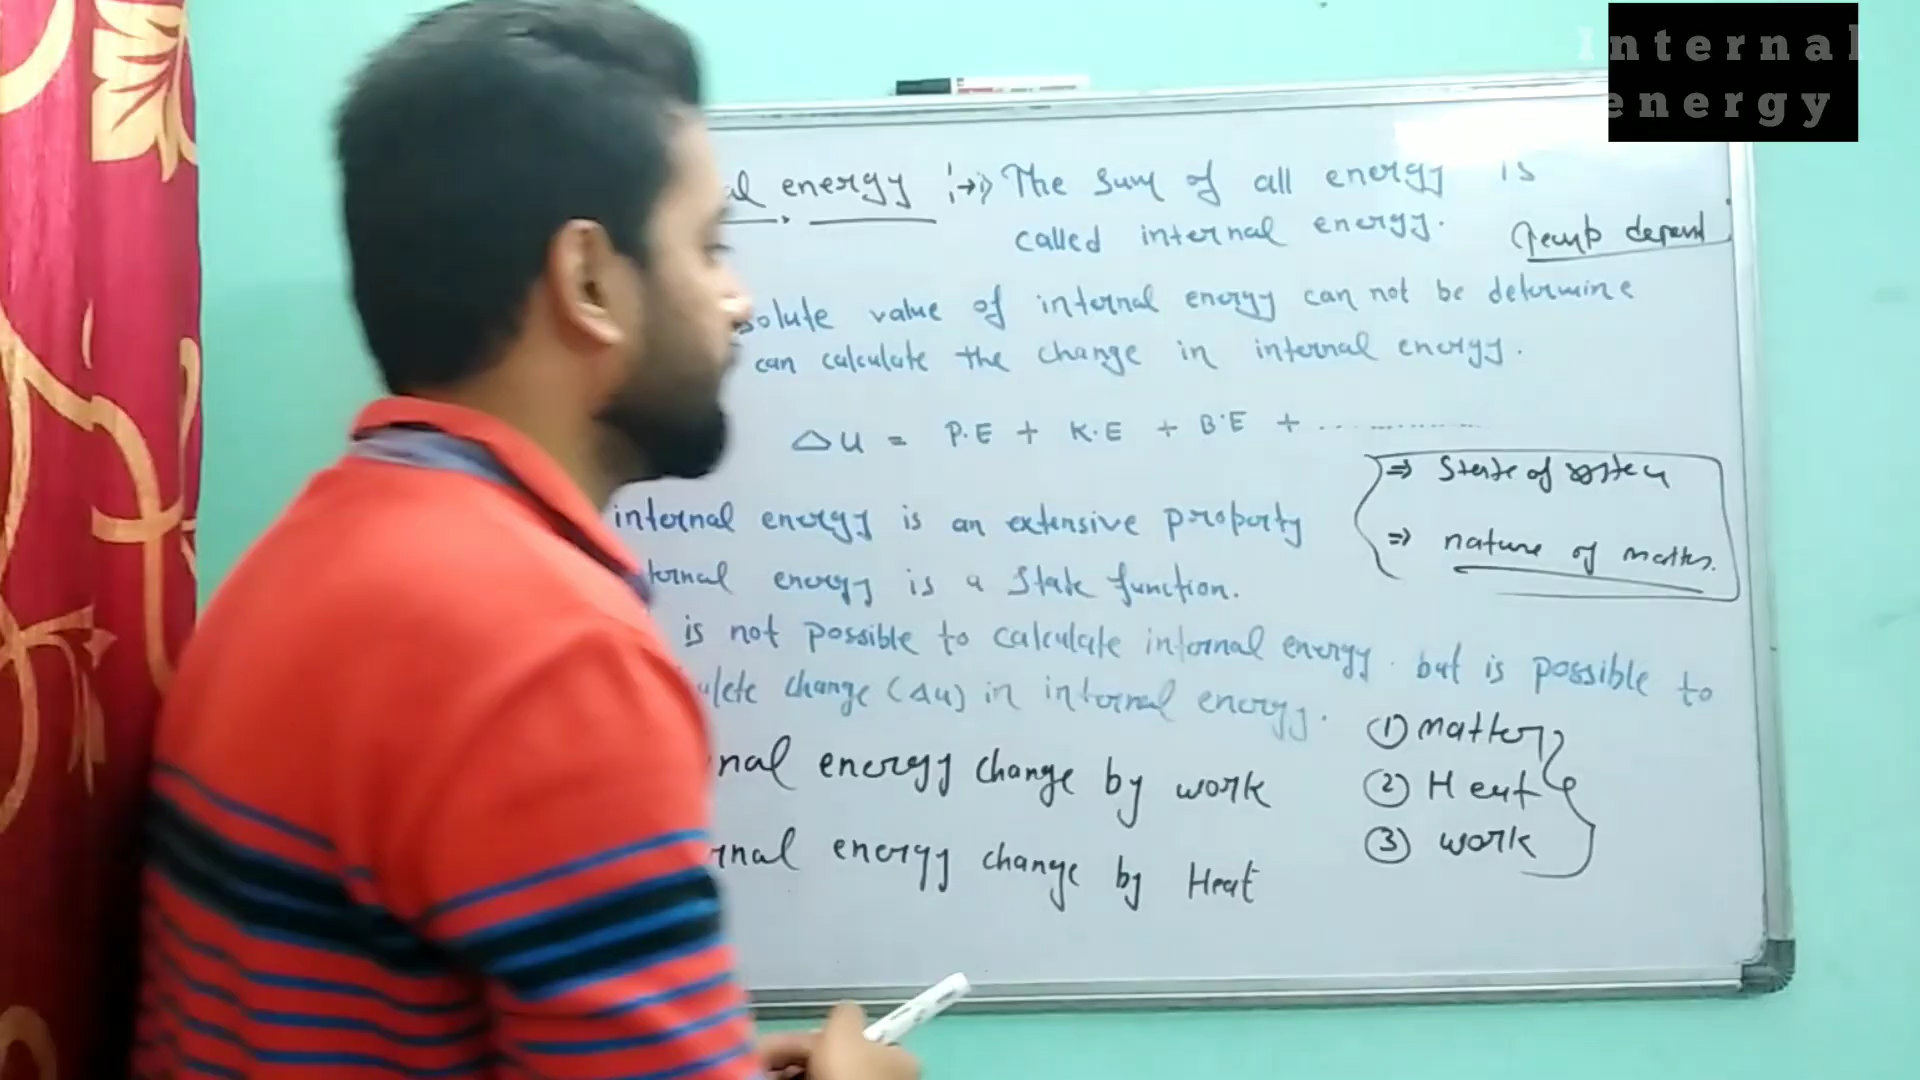 Internal
energy
al energy :→ The sum of all energy is
called internal energy.
Temp depend
solute value of internal energy can not be determine
can calculate the change in internal energy.
ΔU = P.E + K.E + B.E + ..............
⇒ State of system
⇒ nature of matter.
internal energy is an extensive property
ternal energy is a State function.
is not possible to calculate internal energy. but is possible to
ulete change (ΔU) in internal energy.
nal energy change by work
rnal energy change by Heat
① matter
② Heat
③ work